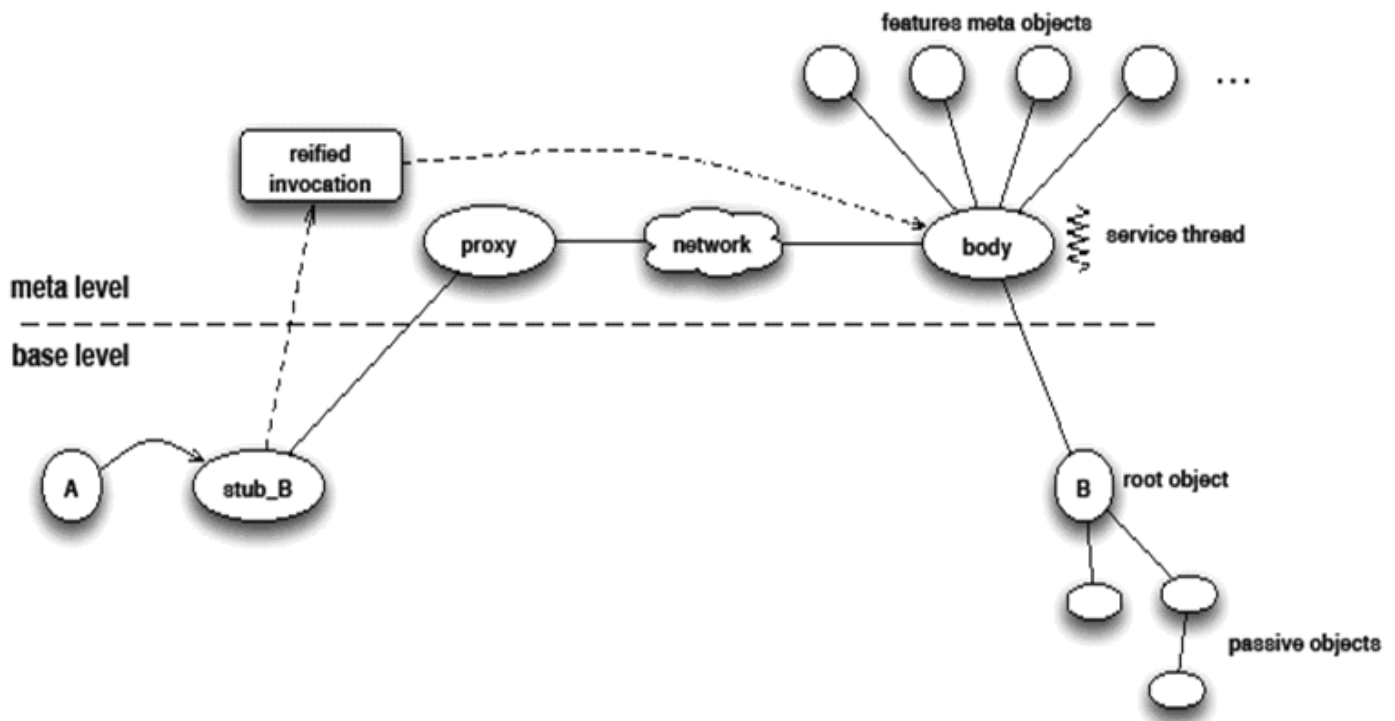 features meta objects
...
reified
invocation
proxy
network
body
service thread
meta level
base level
A
stub_B
B
root object
passive objects